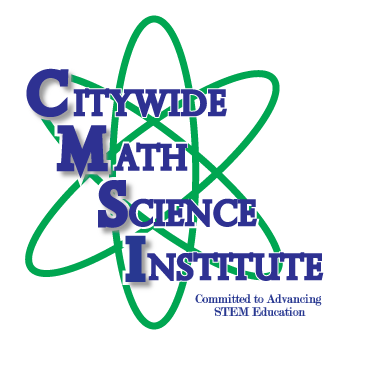 CITYWIDE
MATH
SCIENCE
INSTITUTE
Committed to Advancing
STEM Education